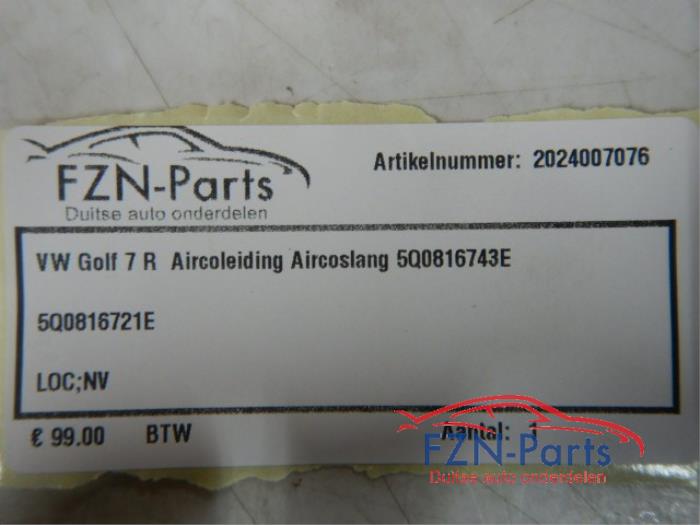 FZN-Parts
Duitse auto onderdelen
Artikelnummer: 2024007076
VW Golf 7 R Aircoleiding Aircoslang 5Q0816743E
5Q0816721E
LOC;NV
€ 99.00 BTW Aantal: 1
FZN-Parts
Duitse auto onderdelen